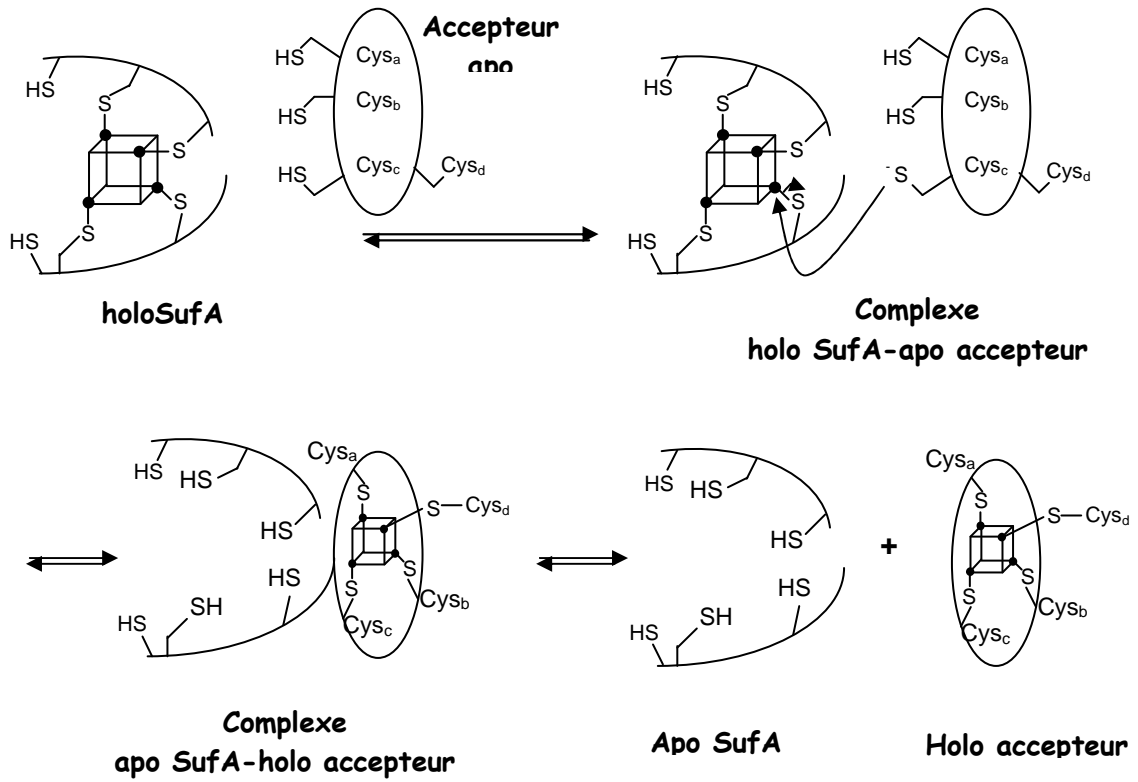 Accepteur
apo
HS
Cysa
HS
Cysb
HS
Cysc
Cysd
HS
S
S
S
S
HS
holoSufA
HS
Cysa
HS
Cysb
-S
Cysc
Cysd
HS
S
S
S
S
HS
Complexe
holo SufA-apo accepteur
HS
HS
HS
HS
SH
HS
Cysa
S
S
Cysd
S
S
Cysb
Cysc
Complexe
apo SufA-holo accepteur
HS
HS
HS
HS
SH
HS
+
Cysa
S
S
Cysd
S
S
Cysb
Cysc
Apo SufA
Holo accepteur